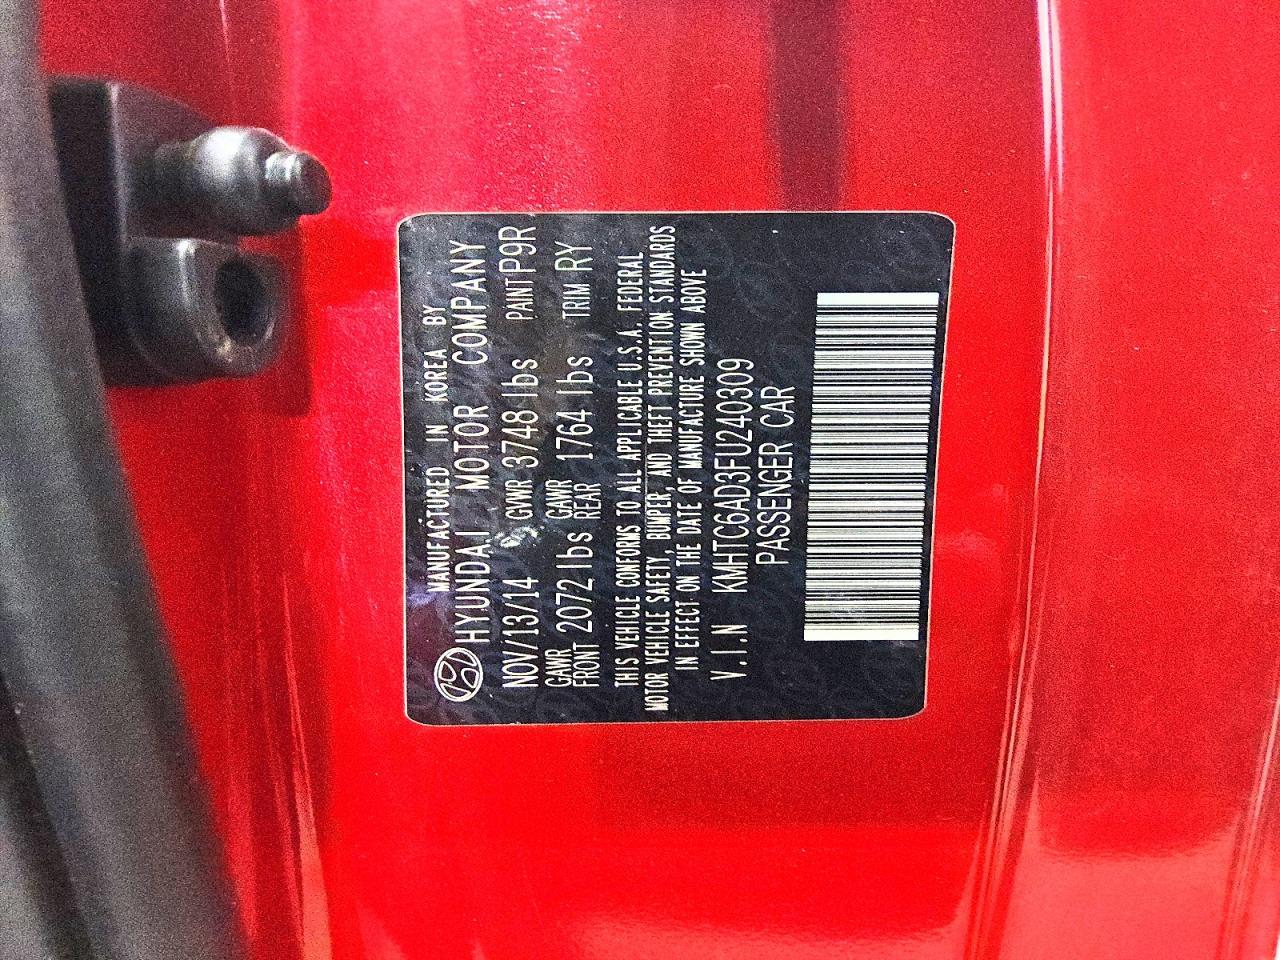 MANUFACTURED IN KOREA BY
HYUNDAI MOTOR COMPANY
NOV/13/14 GVWR 3748 lbs PAINT P9R
GAWR FRONT 2072 lbs GAWR REAR 1764 lbs TRIM RY
THIS VEHICLE CONFORMS TO ALL APPLICABLE U.S.A. FEDERAL
MOTOR VEHICLE SAFETY, BUMPER, AND THEFT PREVENTION STANDARDS
IN EFFECT ON THE DATE OF MANUFACTURE SHOWN ABOVE
V.I.N KMHTC6AD3FU240309
PASSENGER CAR